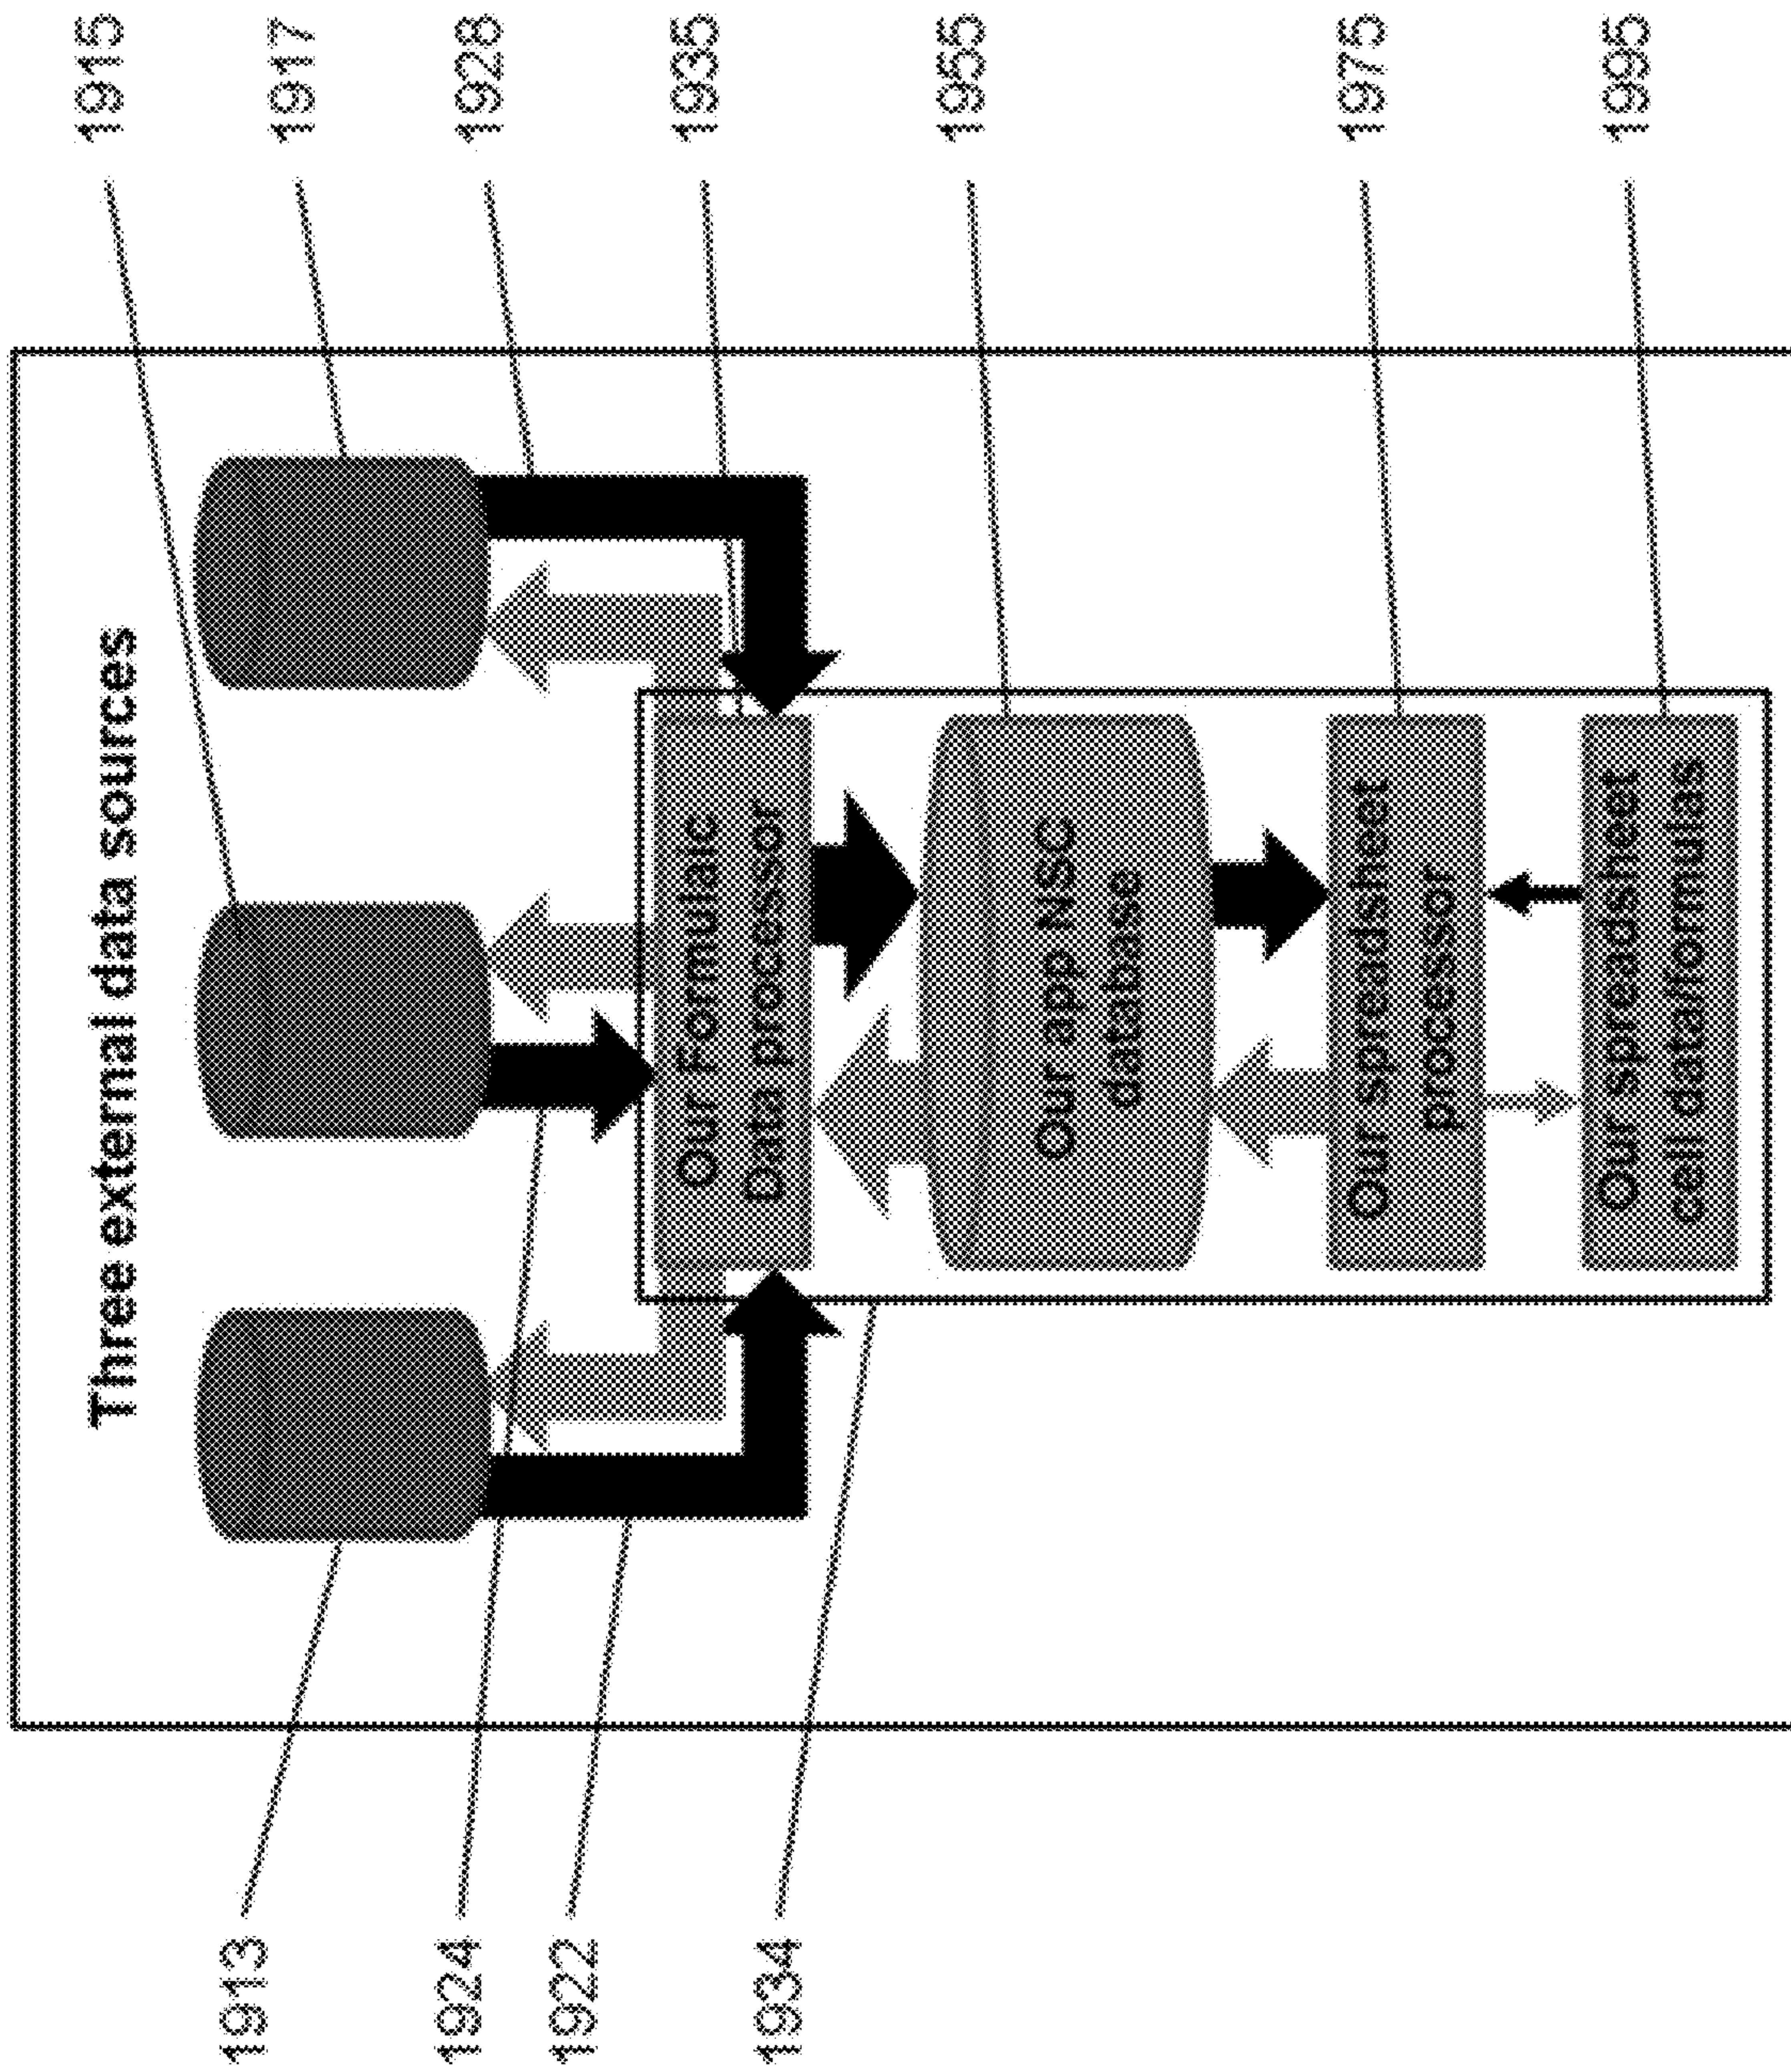 Three external data sources
1915
1917
1928
1935
1955
1975
1995
1913
1924
1922
1934
Our Formulaic
Data processor
Our app NSC
database
Our spreadsheet
processor
Our spreadsheet
cell data/formulas